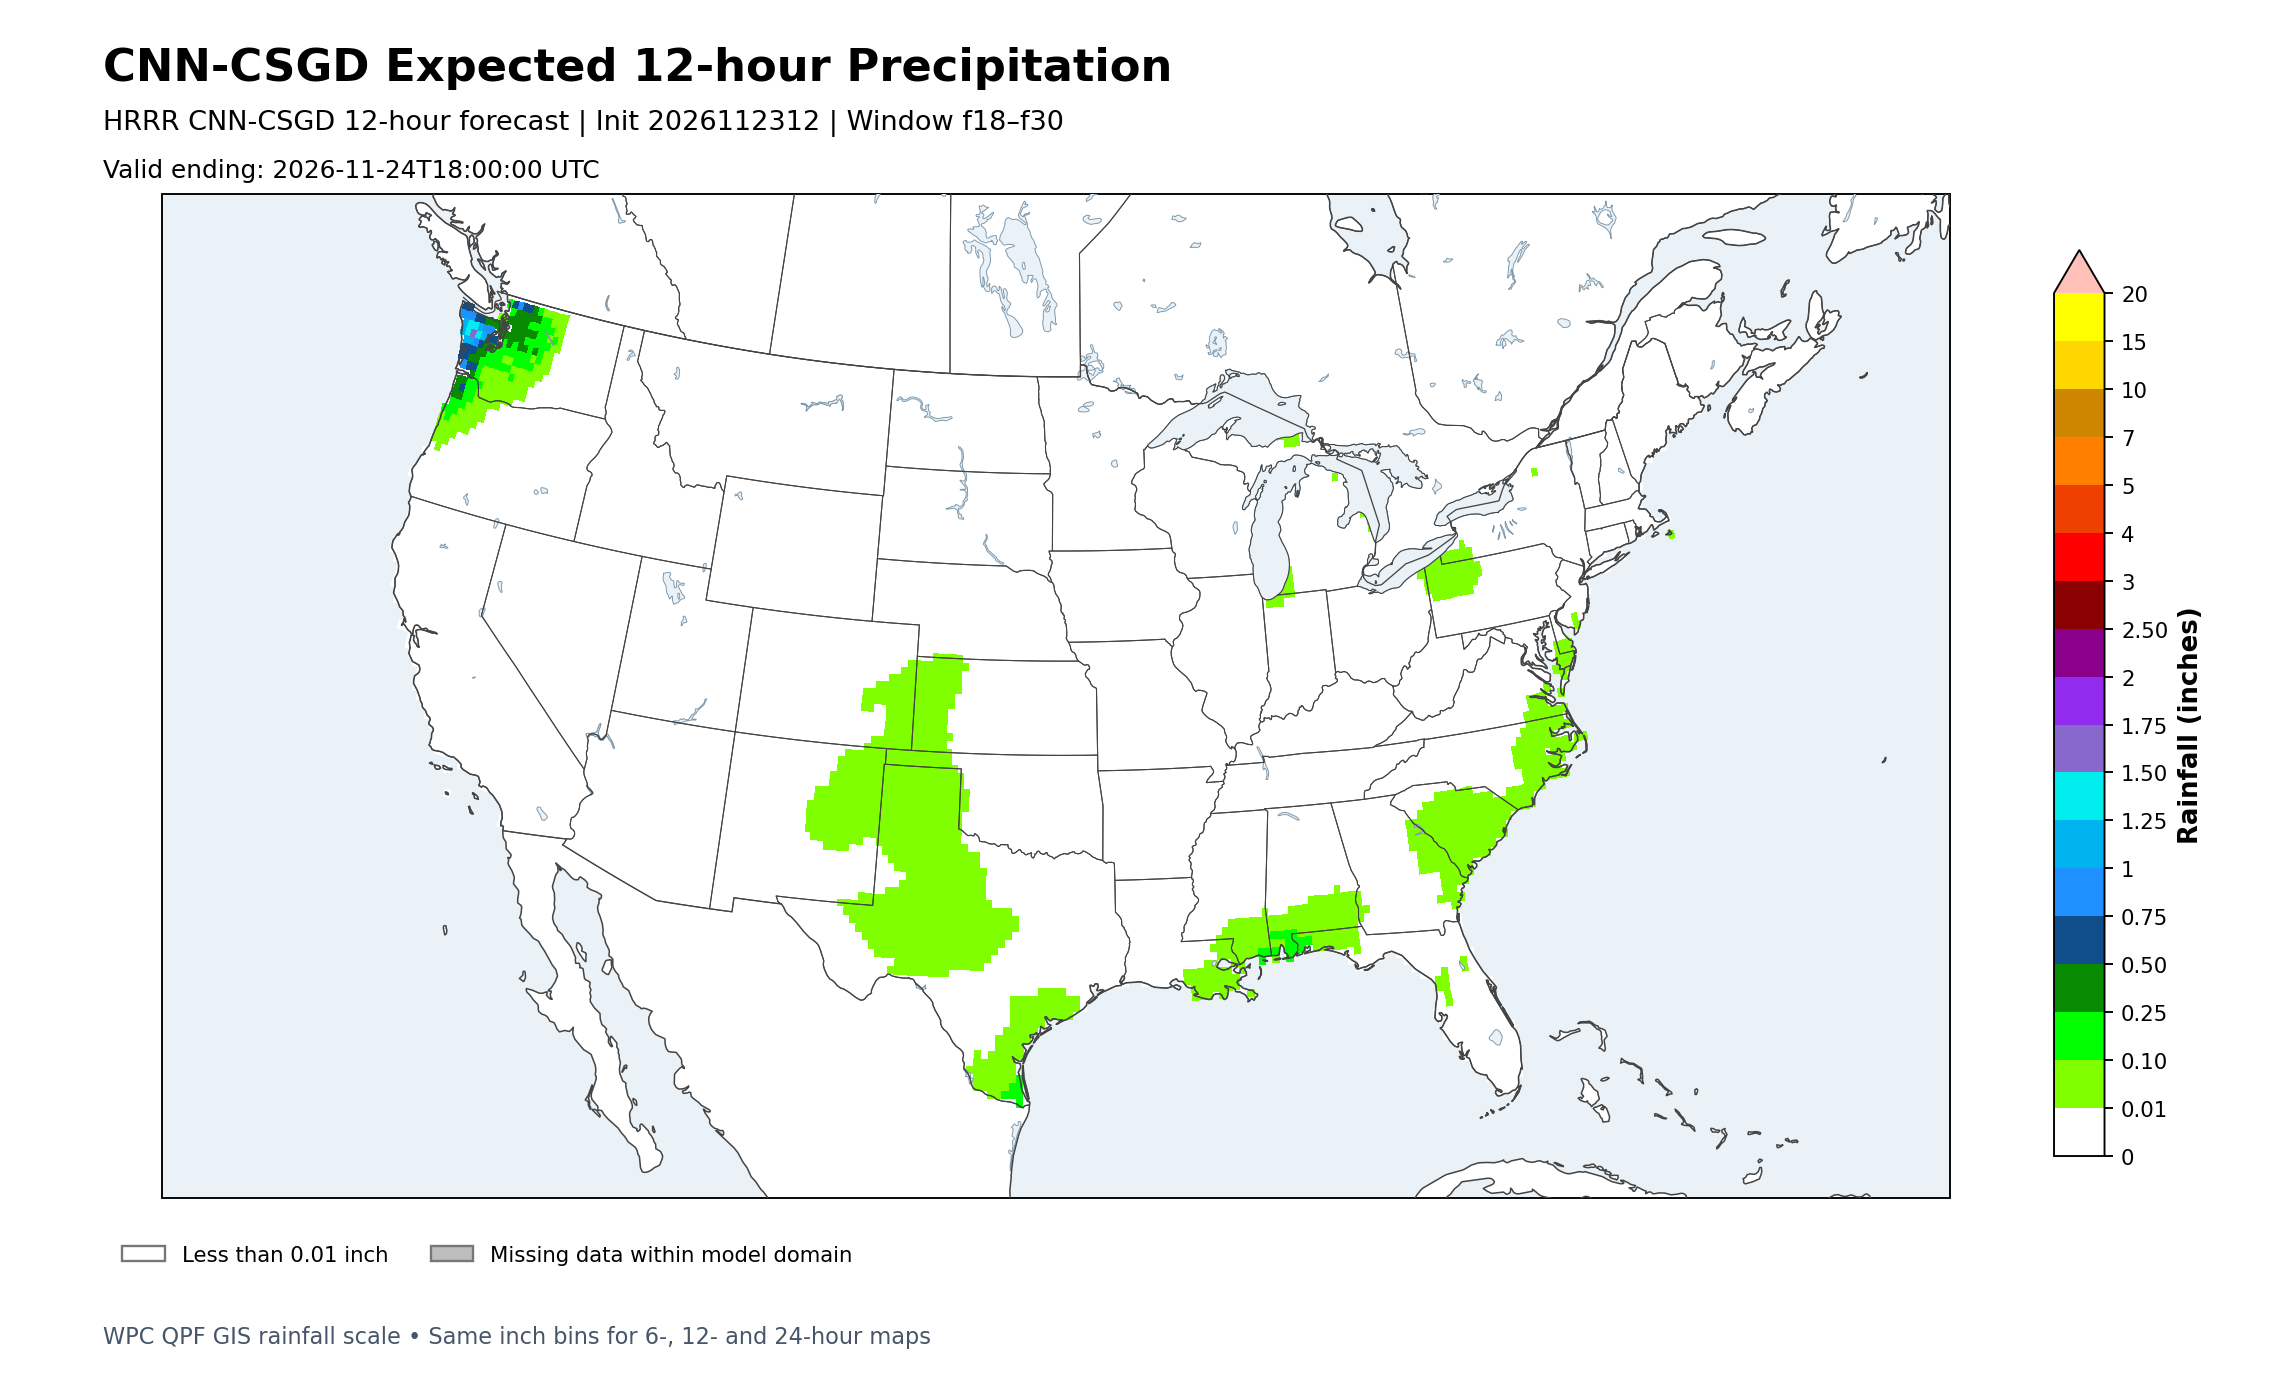 CNN-CSGD Expected 12-hour Precipitation
HRRR CNN-CSGD 12-hour forecast | Init 2026112312 | Window f18–f30
Valid ending: 2026-11-24T18:00:00 UTC
20
15
10
7
5
4
3
2.50
2
1.75
1.50
1.25
1
0.75
0.50
0.25
0.10
0.01
0
Rainfall (inches)
Less than 0.01 inch
Missing data within model domain
WPC QPF GIS rainfall scale • Same inch bins for 6-, 12- and 24-hour maps